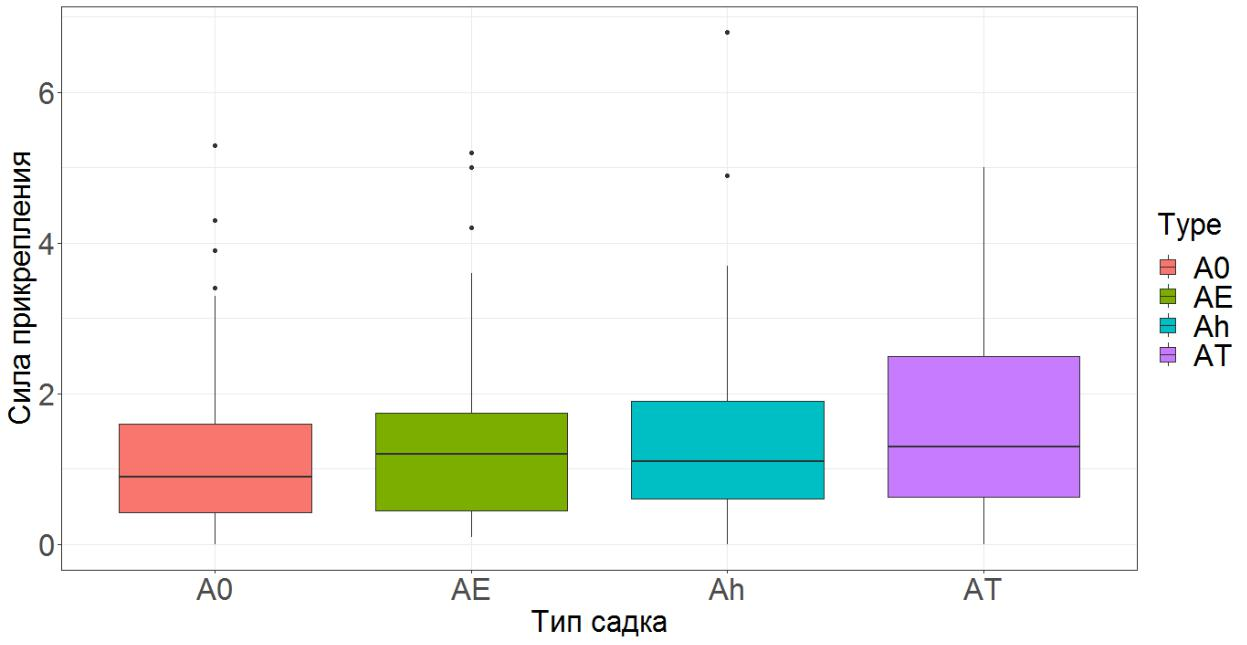 Сила прикрепления
6
4
2
0
A0 AE Ah AT
Тип садка
Type
A0
AE
Ah
AT